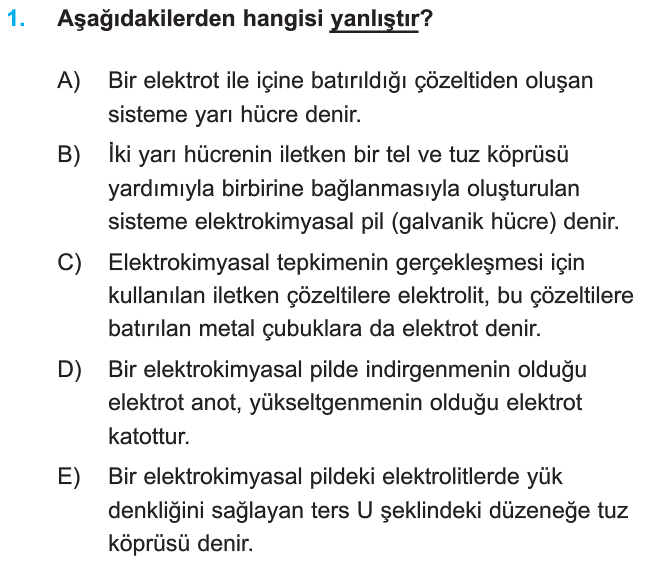 1. Aşağıdakilerden hangisi yanlıştır?
A) Bir elektrot ile içine batırıldığı çözeltiden oluşan
sisteme yarı hücre denir.
B) İki yarı hücrenin iletken bir tel ve tuz köprüsü
yardımıyla birbirine bağlanmasıyla oluşturulan
sisteme elektrokimyasal pil (galvanik hücre) denir.
C) Elektrokimyasal tepkimenin gerçekleşmesi için
kullanılan iletken çözeltilere elektrolit, bu çözeltilere
batırılan metal çubuklara da elektrot denir.
D) Bir elektrokimyasal pilde indirgenmenin olduğu
elektrot anot, yükseltgenmenin olduğu elektrot
katottur.
E) Bir elektrokimyasal pildeki elektrolitlerde yük
denkliğini sağlayan ters U şeklindeki düzeneğe tuz
köprüsü denir.